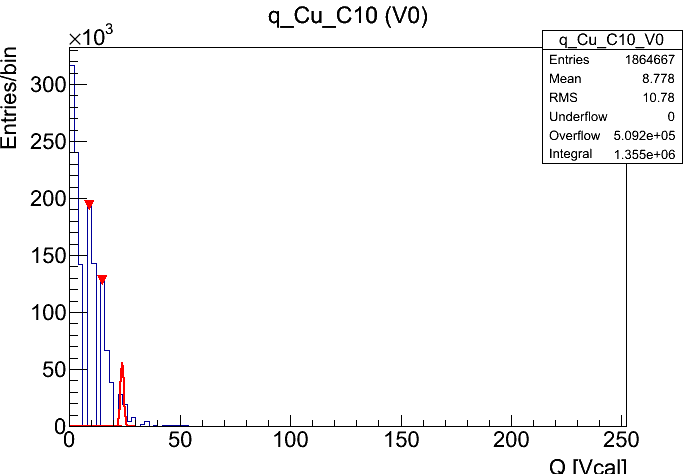 q_Cu_C10 (V0)
×10³
Entries/bin
q_Cu_C10_V0
Entries 1864667
Mean 8.778
RMS 10.78
Underflow 0
Overflow 5.092e+05
Integral 1.355e+06
300
250
200
150
100
50
0
0 50 100 150 200 250
Q [Vcal]